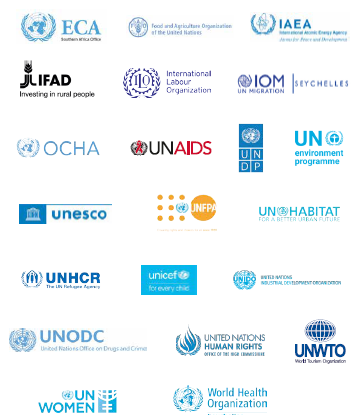 ECA
Southern Africa Office
Food and Agriculture Organization
of the United Nations
IAEA
International Atomic Energy Agency
Atoms for Peace and Development
JLIFAD
Investing in rural people
ILO
International
Labour
Organization
IOM
UN MIGRATION
SEYCHELLES
OCHA
UNAIDS
U N
D P
UN
environment
programme
unesco
UNFPA
UN HABITAT
FOR A BETTER URBAN FUTURE
UNHCR
The UN Refugee Agency
unicef
for every child
UNIDO
UNITED NATIONS
INDUSTRIAL DEVELOPMENT ORGANIZATION
UNODC
United Nations Office on Drugs and Crime
UNITED NATIONS
HUMAN RIGHTS
OFFICE OF THE HIGH COMMISSIONER
UNWTO
World Tourism Organization
UN
WOMEN
World Health
Organization